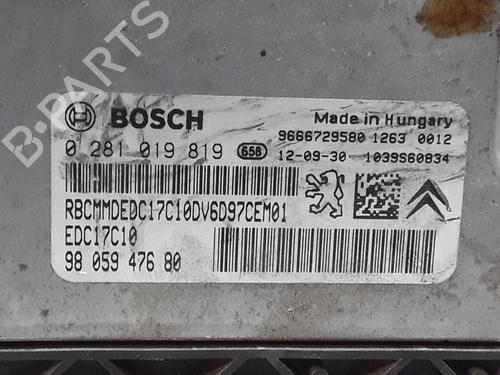 B-PARTS
BOSCH
Made in Hungary
9666729580 1263 0012
0 281 019 819 658 12-09-30 1039S60834
RBCMMDEDC17C10DV6D97CEM01
EDC17C10
98 059 476 80